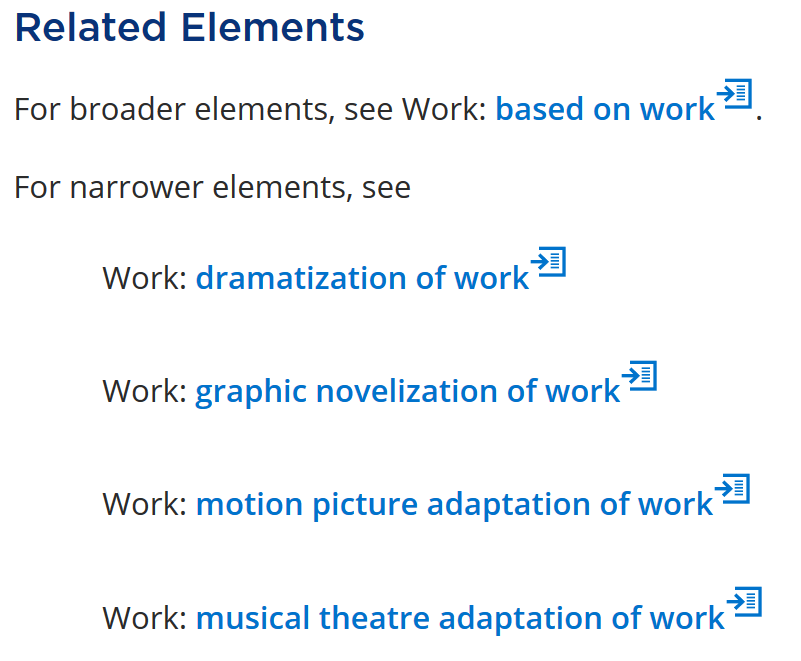 Related Elements
For broader elements, see Work: based on work.
For narrower elements, see
Work: dramatization of work
Work: graphic novelization of work
Work: motion picture adaptation of work
Work: musical theatre adaptation of work